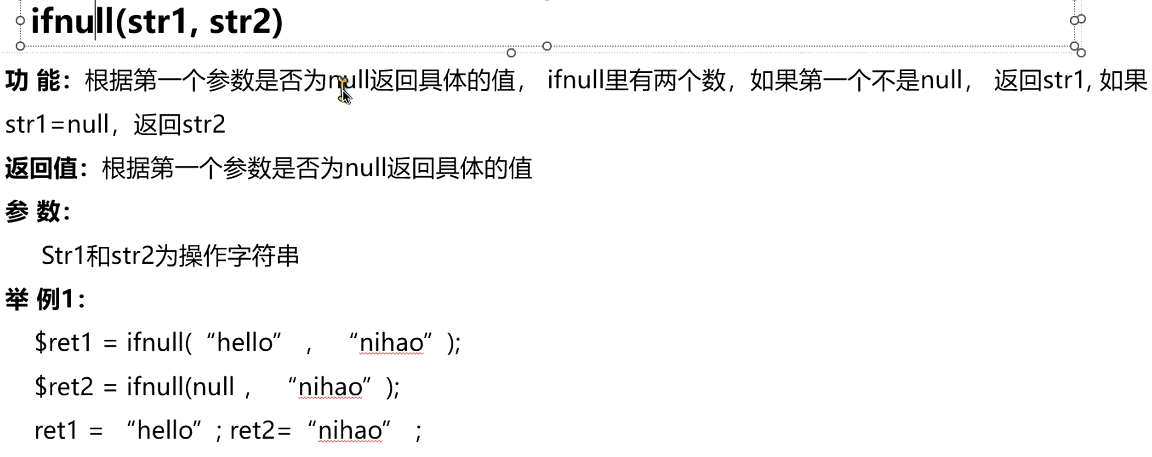 ifnull(str1, str2)
功 能：根据第一个参数是否为null返回具体的值， ifnull里有两个数，如果第一个不是null， 返回str1, 如果
str1=null，返回str2
返回值：根据第一个参数是否为null返回具体的值
参 数：
Str1和str2为操作字符串
举 例1：
$ret1 = ifnull(“hello” ， “nihao”);
$ret2 = ifnull(null， “nihao”);
ret1 = “hello”; ret2=“nihao” ;